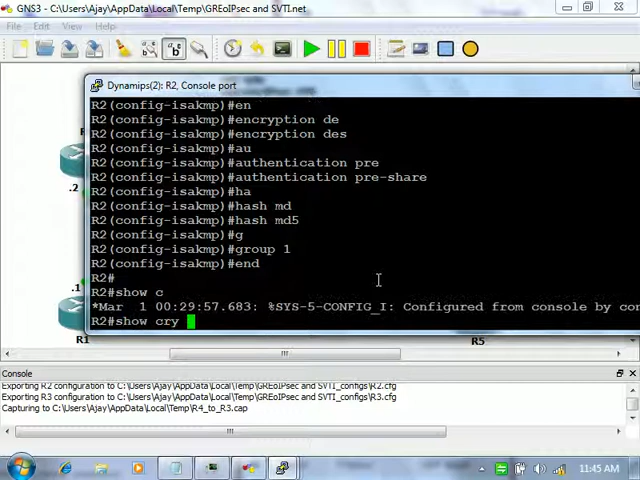 GNS3 - C:\Users\Ajay\AppData\Local\Temp\GREoIPsec and SVTI.net
File Edit View Help
Dynamips(2): R2, Console port
R2(config-isakmp)#en
R2(config-isakmp)#encryption de
R2(config-isakmp)#encryption des
R2(config-isakmp)#au
R2(config-isakmp)#authentication pre
R2(config-isakmp)#authentication pre-share
R2(config-isakmp)#ha
R2(config-isakmp)#hash md
R2(config-isakmp)#hash md5
R2(config-isakmp)#g
R2(config-isakmp)#group 1
R2(config-isakmp)#end
R2#
R2#show c
*Mar 1 00:29:57.683: %SYS-5-CONFIG_I: Configured from console by con
R2#show cry
.2
.1
R1
R5
Console
Exporting R2 configuration to C:\Users\Ajay\AppData\Local\Temp\GREoIPsec and SVTI_configs\R2.cfg
Exporting R3 configuration to C:\Users\Ajay\AppData\Local\Temp\GREoIPsec and SVTI_configs\R3.cfg
Capturing to C:\Users\Ajay\AppData\Local\Temp\R4_to_R3.cap
11:45 AM